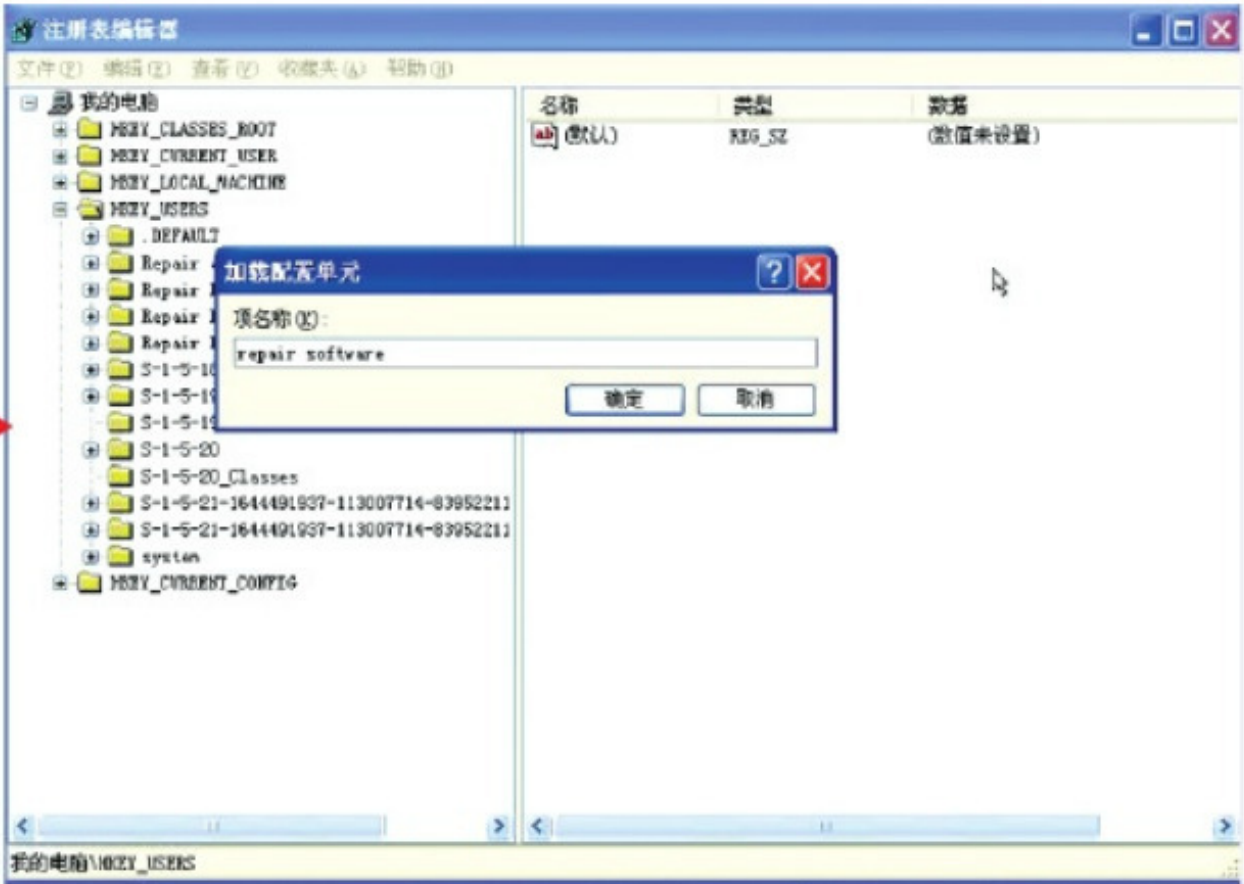 注册表编辑器
文件(F) 编辑(E) 查看(V) 收藏夹(A) 帮助(H)
我的电脑
HKEY_CLASSES_ROOT
HKEY_CURRENT_USER
HKEY_LOCAL_MACHINE
HKEY_USERS
.DEFAULT
Repair
Repair
Repair
Repair
S-1-5-18
S-1-5-19
S-1-5-19
S-1-5-20
S-1-5-20_Classes
S-1-5-21-1644491937-113007714-83952211
S-1-5-21-1644491937-113007714-83952211
system
HKEY_CURRENT_CONFIG
名称 类型 数据
ab (默认) REG_SZ (数值未设置)
加载配置单元
项名称(K):
repair software
确定 取消
我的电脑\HKEY_USERS